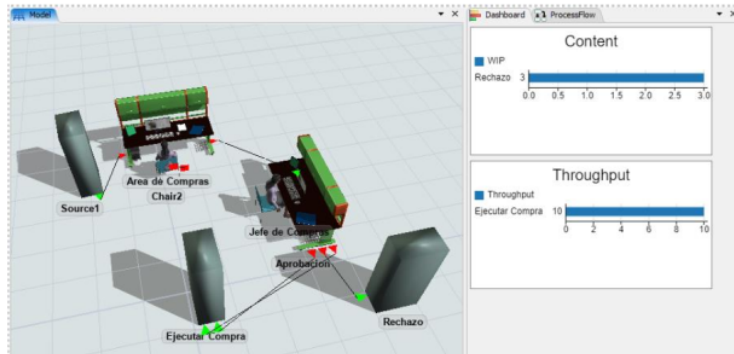 Model
Area de Compras
Chair2
Source1
Jefe de Compras
Aprobacion
Ejecutar Compra
Rechazo
Dashboard
ProcessFlow
Content
WIP
Rechazo 3
0.0 0.5 1.0 1.5 2.0 2.5 3.0
Throughput
Throughput
Ejecutar Compra 10
0 2 4 6 8 10